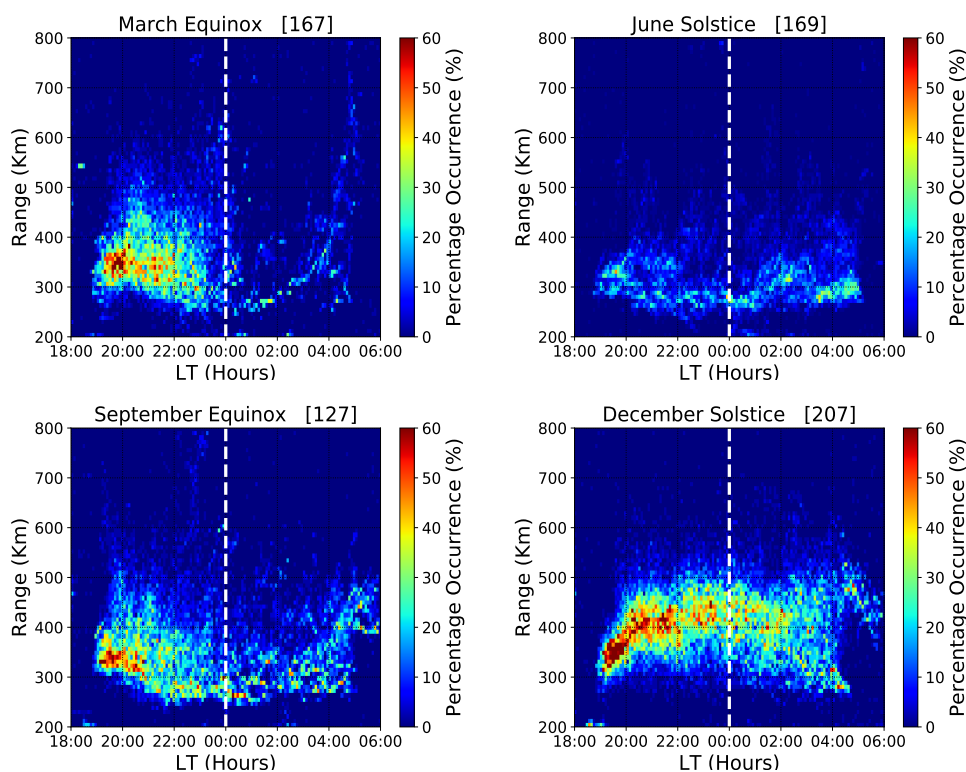 March Equinox [167]
800
700
600
500
400
300
200
Range (Km)
18:00 20:00 22:00 00:00 02:00 04:00 06:00
LT (Hours)
60
50
40
30
20
10
0
Percentage Occurrence (%)
June Solstice [169]
800
700
600
500
400
300
200
Range (Km)
18:00 20:00 22:00 00:00 02:00 04:00 06:00
LT (Hours)
60
50
40
30
20
10
0
Percentage Occurrence (%)
September Equinox [127]
800
700
600
500
400
300
200
Range (Km)
18:00 20:00 22:00 00:00 02:00 04:00 06:00
LT (Hours)
60
50
40
30
20
10
0
Percentage Occurrence (%)
December Solstice [207]
800
700
600
500
400
300
200
Range (Km)
18:00 20:00 22:00 00:00 02:00 04:00 06:00
LT (Hours)
60
50
40
30
20
10
0
Percentage Occurrence (%)